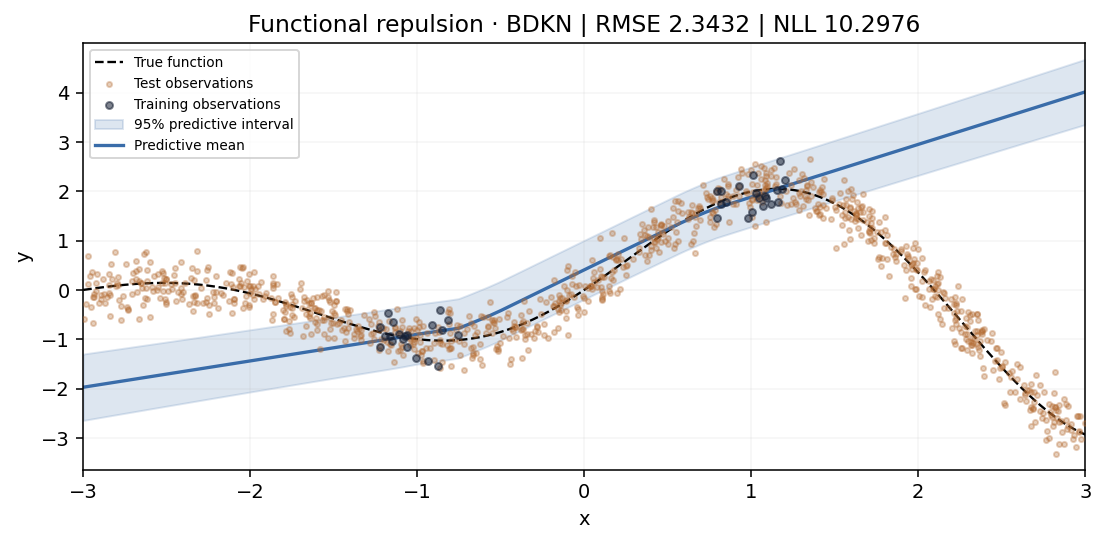 Functional repulsion · BDKN | RMSE 2.3432 | NLL 10.2976
True function
Test observations
Training observations
95% predictive interval
Predictive mean
y
4
3
2
1
0
−1
−2
−3
−3 −2 −1 0 1 2 3
x